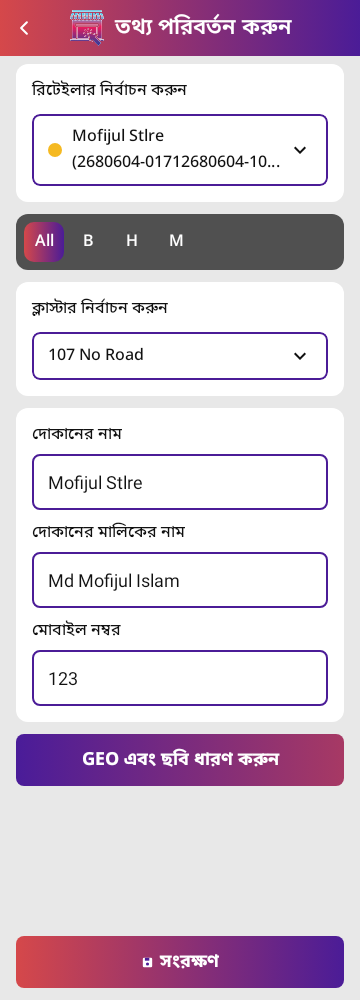 তথ্য পরিবর্তন করুন
রিটেইলার নির্বাচন করুন
Mofijul Stlre
(2680604-01712680604-10...
All B H M
ক্লাস্টার নির্বাচন করুন
107 No Road
দোকানের নাম
Mofijul Stlre
দোকানের মালিকের নাম
Md Mofijul Islam
মোবাইল নম্বর
123
GEO এবং ছবি ধারণ করুন
সংরক্ষণ